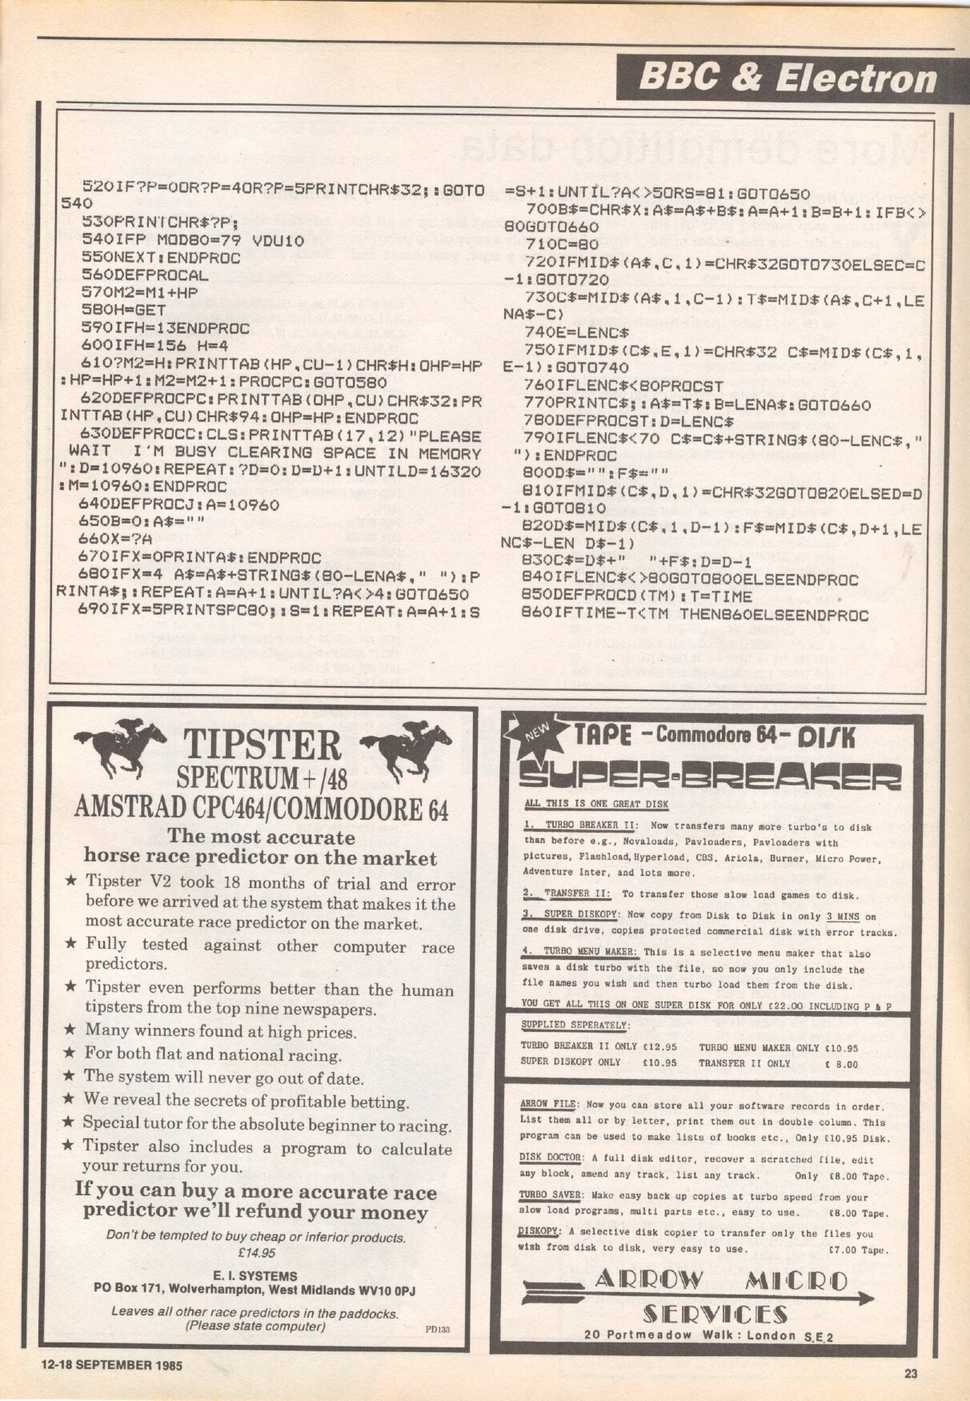 BBC & Electron
520IF?P=0OR?P=4OR?P=5PRINTCHR$32;:GOTO
540
530PRINTCHR$?P;
540IFP MOD80=79 VDU10
550NEXT:ENDPROC
560DEFPROCAL
570M2=M1+HP
580H=GET
590IFH=13ENDPROC
600IFH=156 H=4
610?M2=H:PRINTTAB(HP,CU-1)CHR$H:OHP=HP
:HP=HP+1:M2=M2+1:PROCPC:GOTO580
620DEFPROCPC:PRINTTAB(OHP,CU)CHR$32:PR
INTTAB(HP,CU)CHR$94:OHP=HP:ENDPROC
630DEFPROCC:CLS:PRINTTAB(17,12)"PLEASE
WAIT  I'M BUSY CLEARING SPACE IN MEMORY
":D=10960:REPEAT:?D=0:D=D+1:UNTILD=16320
:M=10960:ENDPROC
640DEFPROCJ:A=10960
650B=0:A$=""
660X=?A
670IFX=0PRINTA$:ENDPROC
680IFX=4 A$=A$+STRING$(80-LENA$," "):P
RINTA$;:REPEAT:A=A+1:UNTIL?A<>4:GOTO650
690IFX=5PRINTSPC80;:S=1:REPEAT:A=A+1:S
=S+1:UNTIL?A<>5ORS=81:GOTO650
700B$=CHR$X:A$=A$+B$:A=A+1:B=B+1:IFB<>
80GOTO660
710C=80
720IFMID$(A$,C,1)=CHR$32GOTO730ELSEC=C
-1:GOTO720
730C$=MID$(A$,1,C-1):T$=MID$(A$,C+1,LE
NA$-C)
740E=LENC$
750IFMID$(C$,E,1)=CHR$32 C$=MID$(C$,1,
E-1):GOTO740
760IFLENC$<80PROCST
770PRINTC$;:A$=T$:B=LENA$:GOTO660
780DEFPROCST:D=LENC$
790IFLENC$<70 C$=C$+STRING$(80-LENC$,"
"):ENDPROC
800D$="":F$=""
810IFMID$(C$,D,1)=CHR$32GOTO820ELSED=D
-1:GOTO810
820D$=MID$(C$,1,D-1):F$=MID$(C$,D+1,LE
NC$-LEN D$-1)
830C$=D$+"  "+F$:D=D-1
840IFLENC$<>80GOTO800ELSEENDPROC
850DEFPROCD(TM):T=TIME
860IFTIME-T<TM THEN860ELSEENDPROC
TIPSTER
SPECTRUM+/48
AMSTRAD CPC464/COMMODORE 64
The most accurate
horse race predictor on the market
★ Tipster V2 took 18 months of trial and error
before we arrived at the system that makes it the
most accurate race predictor on the market.
★ Fully tested against other computer race
predictors.
★ Tipster even performs better than the human
tipsters from the top nine newspapers.
★ Many winners found at high prices.
★ For both flat and national racing.
★ The system will never go out of date.
★ We reveal the secrets of profitable betting.
★ Special tutor for the absolute beginner to racing.
★ Tipster also includes a program to calculate
your returns for you.
If you can buy a more accurate race
predictor we'll refund your money
Don't be tempted to buy cheap or inferior products.
£14.95
E. I. SYSTEMS
PO Box 171, Wolverhampton, West Midlands WV10 0PJ
Leaves all other race predictors in the paddocks.
(Please state computer)
PD133
NEW
TAPE - Commodore 64 - DISK
SUPER-BREAKER
ALL THIS IS ONE GREAT DISK
1. TURBO BREAKER II: Now transfers many more turbo's to disk
than before e.g., Novaloads, Pavloaders, Pavloaders with
pictures, Flashload, Hyperload, CBS, Ariola, Burner, Micro Power,
Adventure Inter, and lots more.
2. TRANSFER II: To transfer those slow load games to disk.
3. SUPER DISKOPY: Now copy from Disk to Disk in only 3 MINS on
one disk drive, copies protected commercial disk with error tracks.
4. TURBO MENU MAKER: This is a selective menu maker that also
saves a disk turbo with the file, so now you only include the
file names you wish and then turbo load them from the disk.
YOU GET ALL THIS ON ONE SUPER DISK FOR ONLY £22.00 INCLUDING P & P
SUPPLIED SEPERATELY:
TURBO BREAKER II ONLY £12.95 TURBO MENU MAKER ONLY £10.95
SUPER DISKOPY ONLY £10.95 TRANSFER II ONLY £ 8.00
ARROW FILE: Now you can store all your software records in order.
List them all or by letter, print them out in double column. This
program can be used to make lists of books etc., Only £10.95 Disk.
DISK DOCTOR: A full disk editor, recover a scratched file, edit
any block, amend any track, list any track. Only £8.00 Tape.
TURBO SAVER: Make easy back up copies at turbo speed from your
slow load programs, multi parts etc., easy to use. £8.00 Tape.
DISKOPY: A selective disk copier to transfer only the files you
wish from disk to disk, very easy to use. £7.00 Tape.
ARROW MICRO
SERVICES
20 Portmeadow Walk: London S.E.2
12-18 SEPTEMBER 1985
23